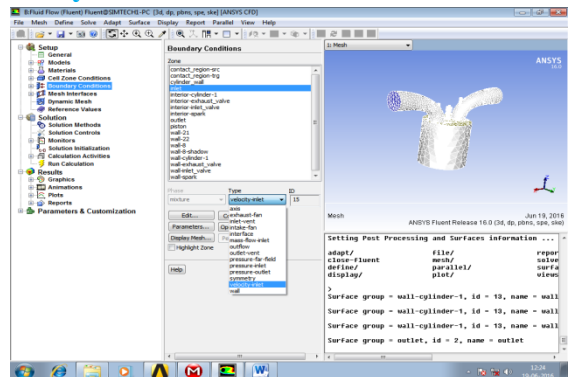 B:Fluid Flow (Fluent) Fluent@SIMTECH1-PC [3d, dp, pbns, spe, ske] [ANSYS CFD]
File Mesh Define Solve Adapt Surface Display Report Parallel View Help
Setup
General
Models
Materials
Cell Zone Conditions
Boundary Conditions
Mesh Interfaces
Dynamic Mesh
Reference Values
Solution
Solution Methods
Solution Controls
Monitors
Solution Initialization
Calculation Activities
Run Calculation
Results
Graphics
Animations
Plots
Reports
Parameters & Customization
Boundary Conditions
Zone
contact_region-src
contact_region-trg
cylinder_wall
inlet
interior-cylinder-1
interior-exhaust_valve
interior-inlet_valve
interior-spark
outlet
piston
wall-21
wall-22
wall-8
wall-8-shadow
wall-cylinder-1
wall-exhaust_valve
wall-inlet_valve
wall-spark
Phase Type ID
mixture velocity-inlet 15
Edit...
Parameters...
Display Mesh...
Highlight Zone
axis
exhaust-fan
inlet-vent
intake-fan
interface
mass-flow-inlet
outflow
outlet-vent
pressure-far-field
pressure-inlet
pressure-outlet
symmetry
velocity-inlet
wall
Help
1: Mesh
ANSYS
16.0
Mesh Jun 19, 2016
ANSYS Fluent Release 16.0 (3d, dp, pbns, spe, ske)
Setting Post Processing and Surfaces information ...
adapt/ file/ repor
close-fluent mesh/ solve
define/ parallel/ surfa
display/ plot/ views
>
Surface group = wall-cylinder-1, id = 13, name = wall
Surface group = wall-cylinder-1, id = 13, name = wall
Surface group = wall-cylinder-1, id = 13, name = wall
Surface group = outlet, id = 2, name = outlet
12:24
19-06-2016